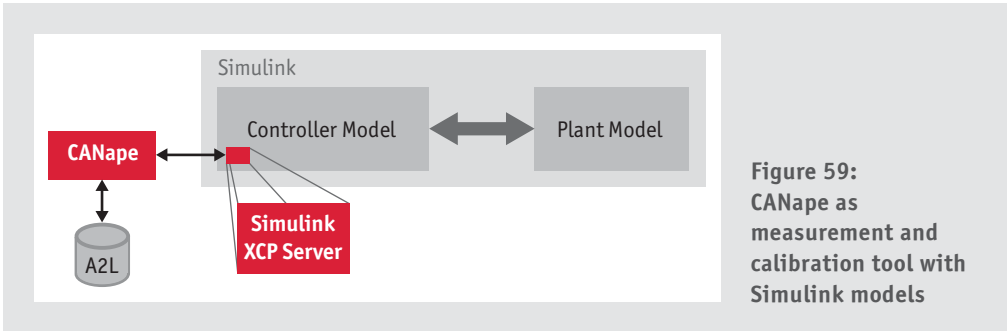 Simulink
Controller Model
Plant Model
CANape
Simulink
XCP Server
A2L
Figure 59:
CANape as
measurement and
calibration tool with
Simulink models